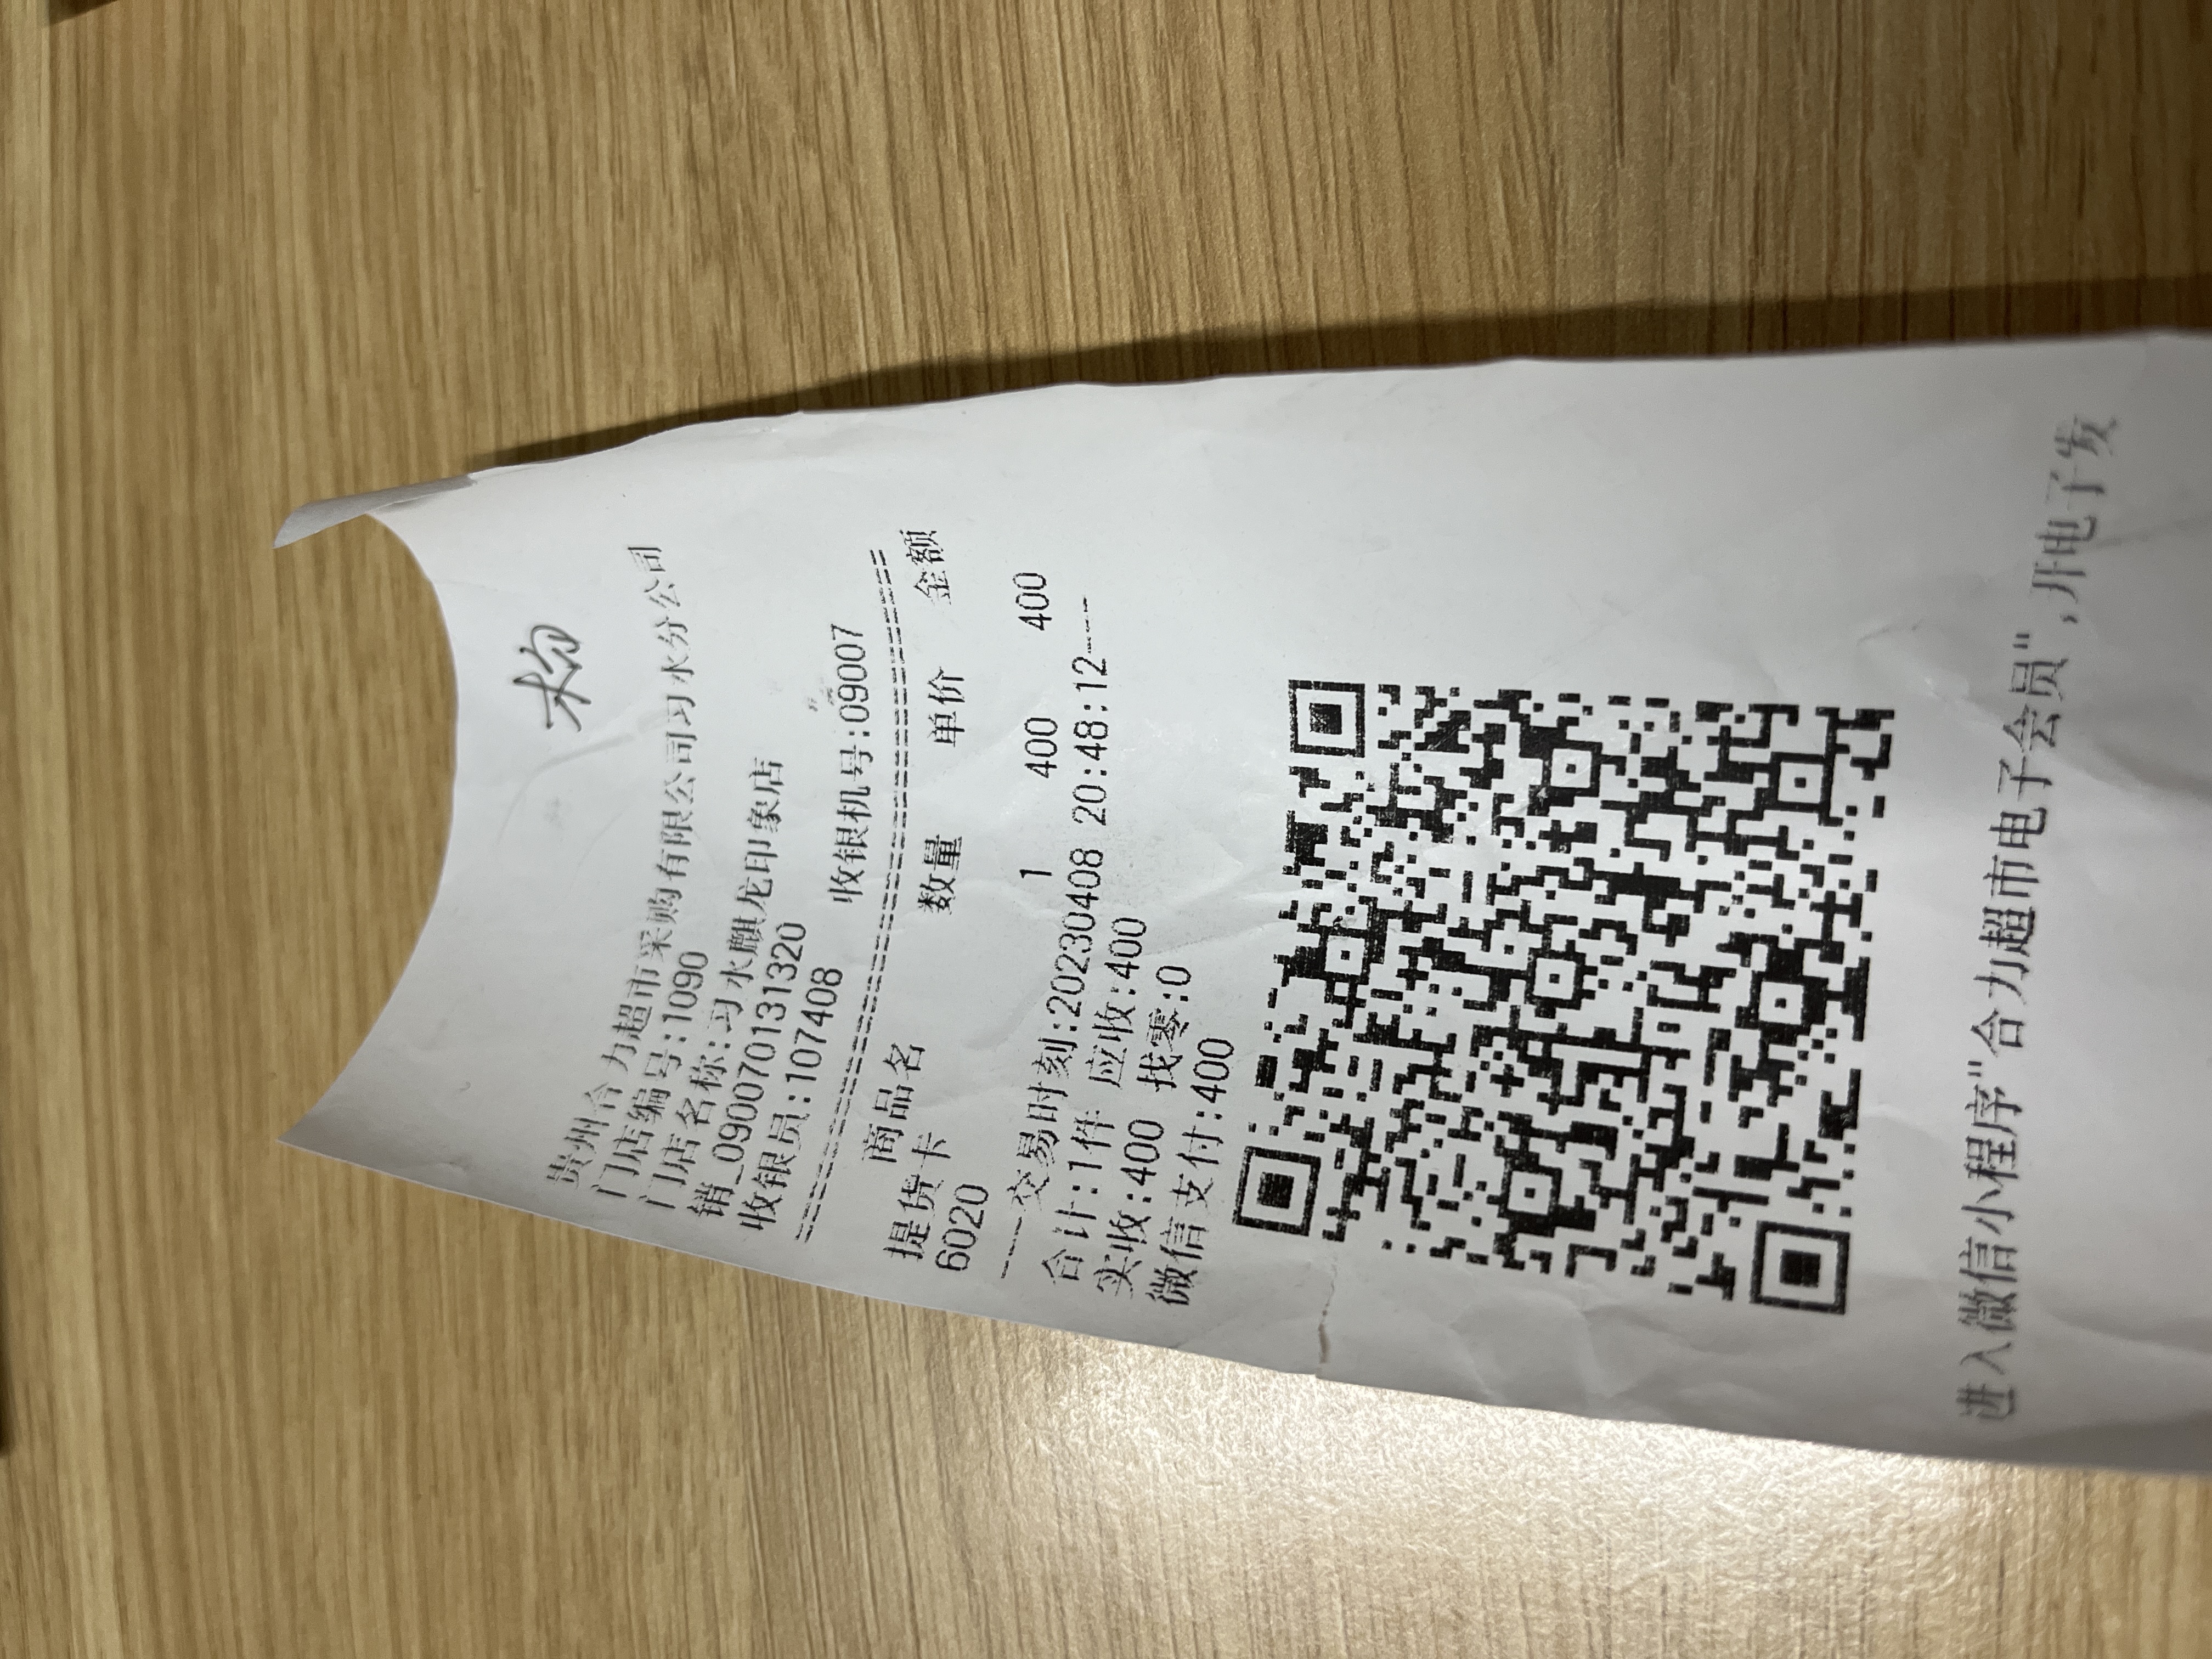 贵州合力超市采购有限公司习水分公司
门店编号:1090
门店名称:习水麒龙印象店
销_090070131320
收银员:107408 收银机号:09007
==============================
商品名 数量 单价 金额
提货卡
6020 1 400 400
----交易时刻:20230408 20:48:12----
合计:1件 应收:400
实收:400 找零:0
微信支付:400
进入微信小程序"合力超市电子会员",开电子发